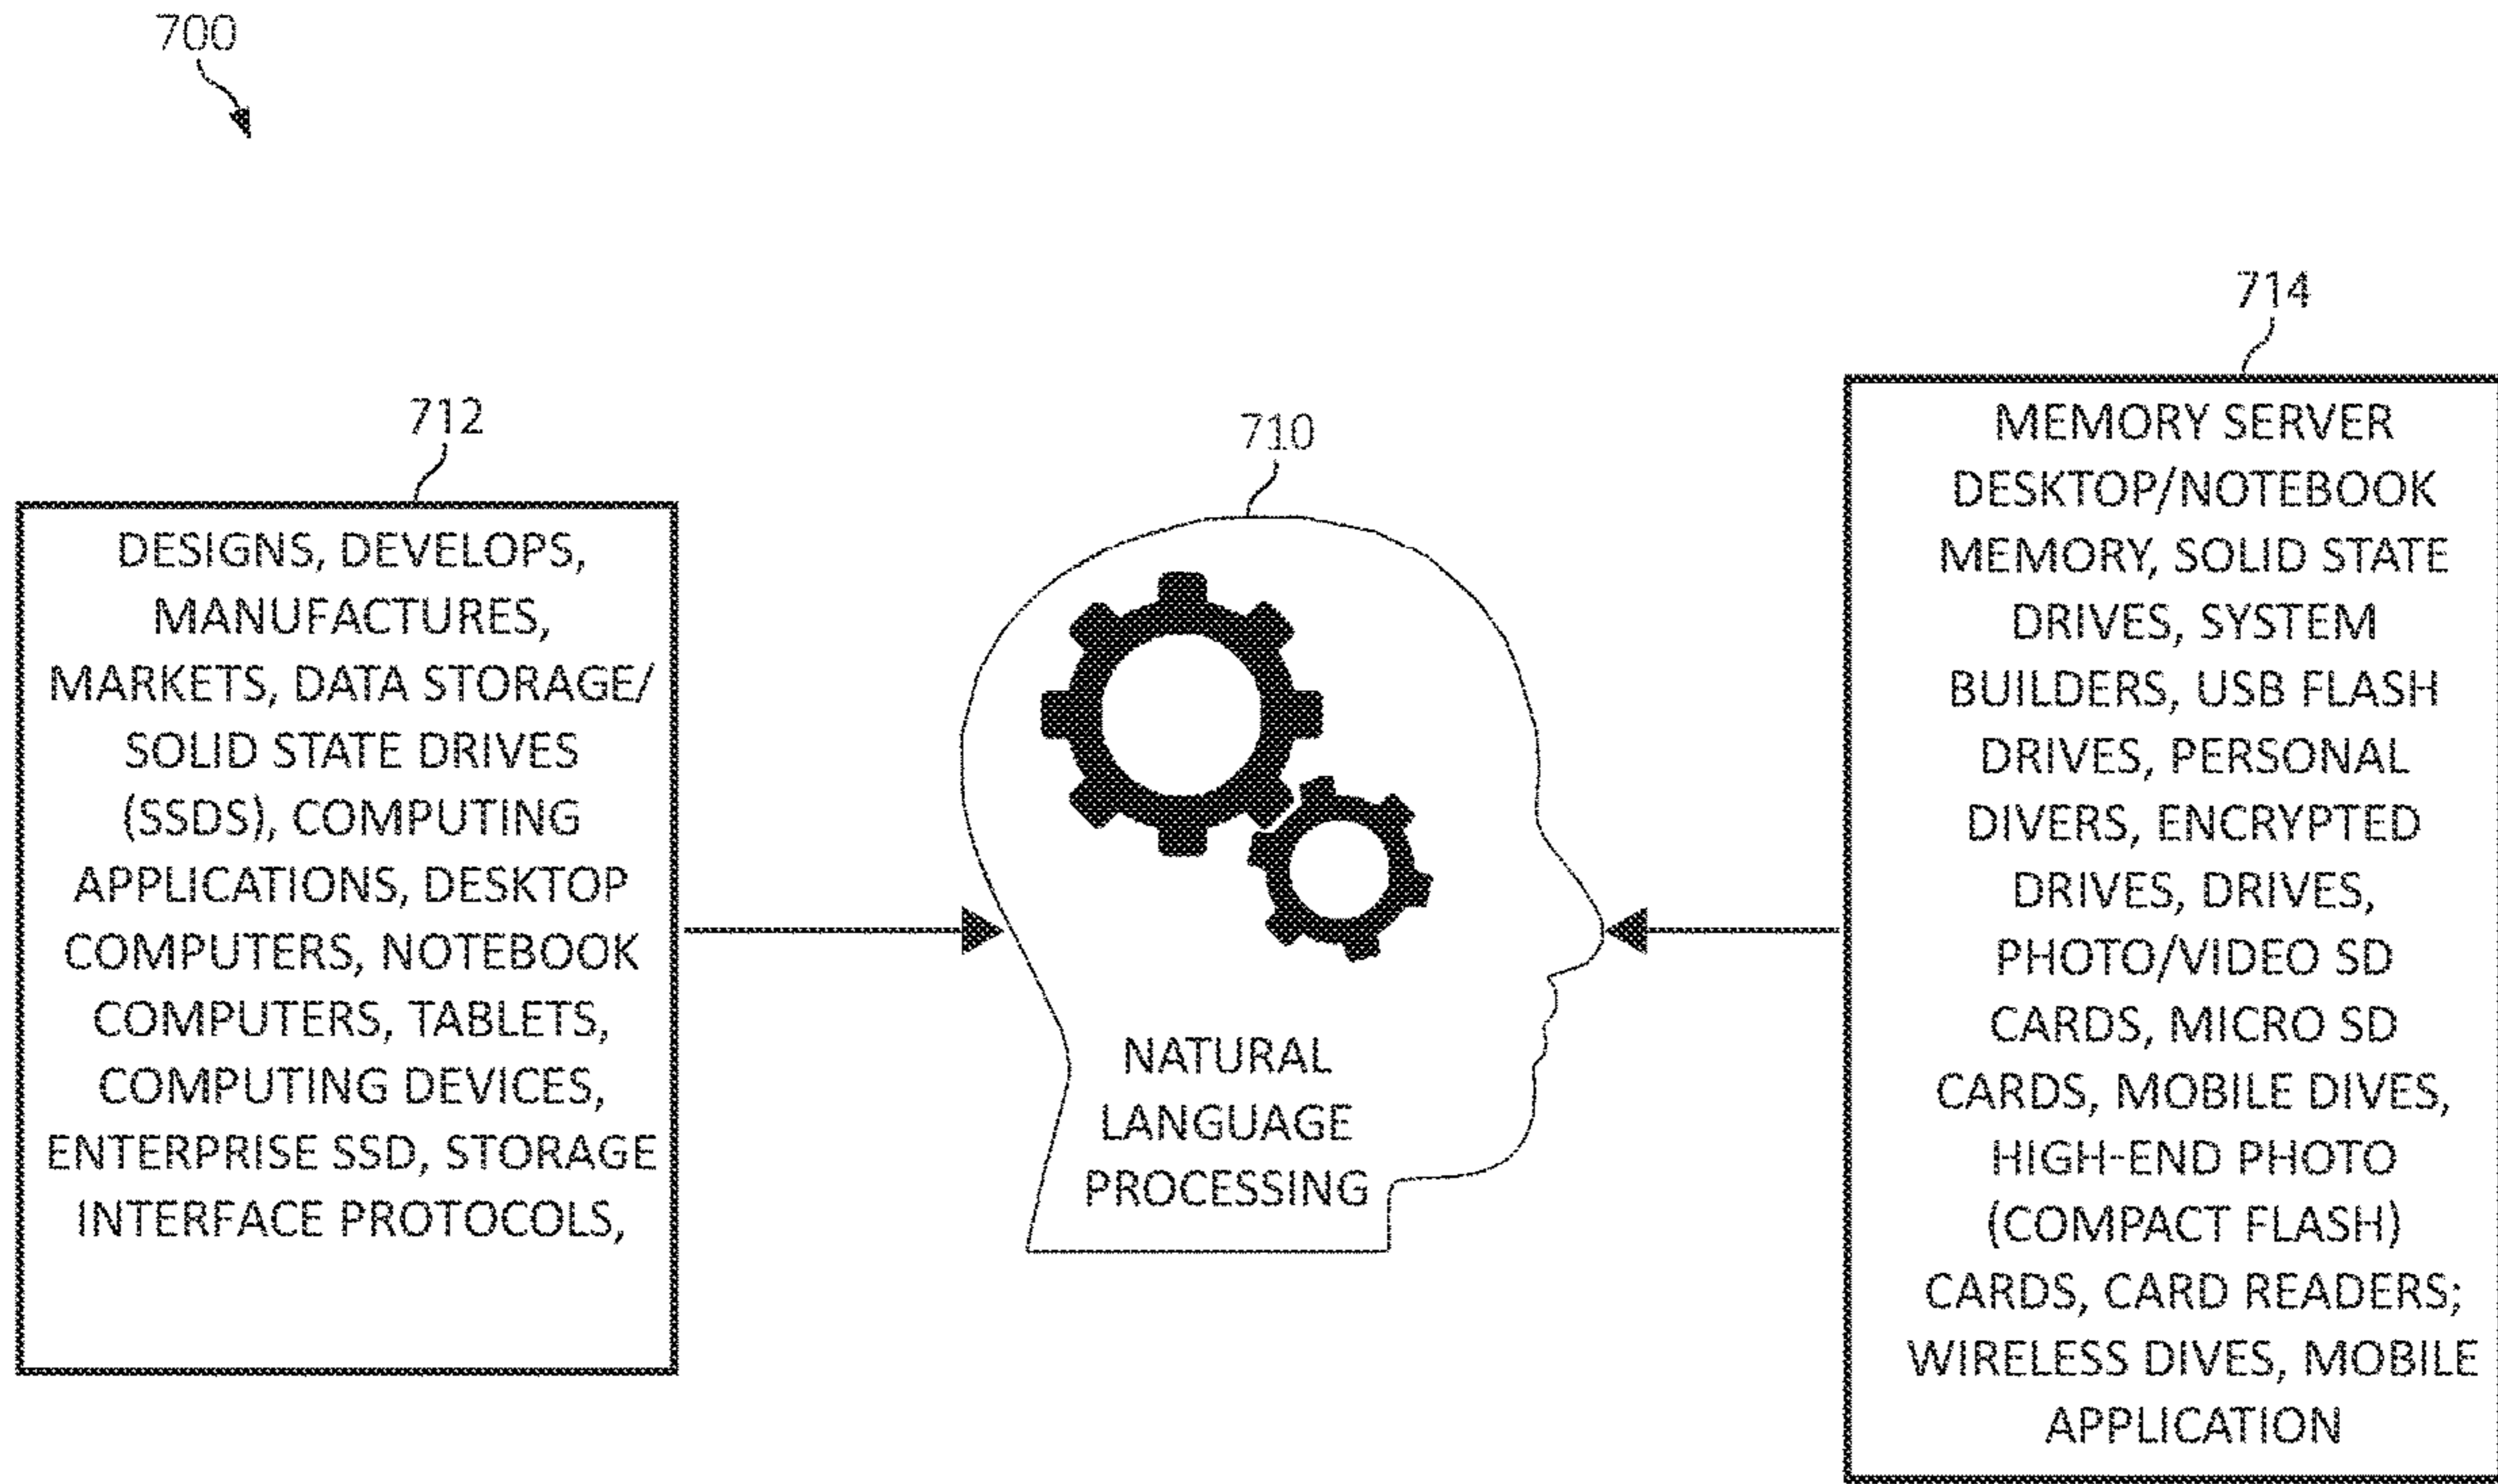 700
712
DESIGNS, DEVELOPS,
MANUFACTURES,
MARKETS, DATA STORAGE/
SOLID STATE DRIVES
(SSDS), COMPUTING
APPLICATIONS, DESKTOP
COMPUTERS, NOTEBOOK
COMPUTERS, TABLETS,
COMPUTING DEVICES,
ENTERPRISE SSD, STORAGE
INTERFACE PROTOCOLS,
710
NATURAL
LANGUAGE
PROCESSING
714
MEMORY SERVER
DESKTOP/NOTEBOOK
MEMORY, SOLID STATE
DRIVES, SYSTEM
BUILDERS, USB FLASH
DRIVES, PERSONAL
DIVERS, ENCRYPTED
DRIVES, DRIVES,
PHOTO/VIDEO SD
CARDS, MICRO SD
CARDS, MOBILE DIVES,
HIGH-END PHOTO
(COMPACT FLASH)
CARDS, CARD READERS;
WIRELESS DIVES, MOBILE
APPLICATION